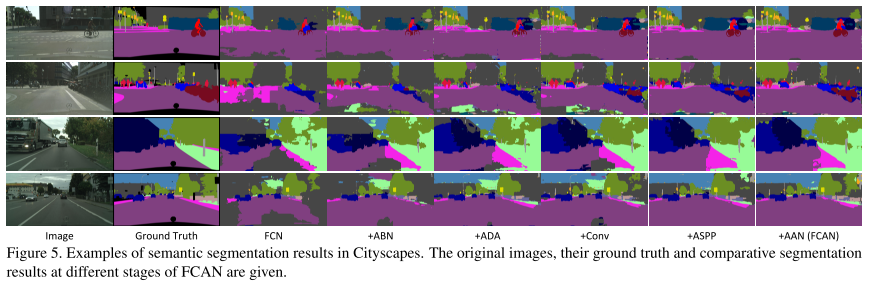 Image Ground Truth FCN +ABN +ADA +Conv +ASPP +AAN (FCAN)
Figure 5. Examples of semantic segmentation results in Cityscapes. The original images, their ground truth and comparative segmentation
results at different stages of FCAN are given.